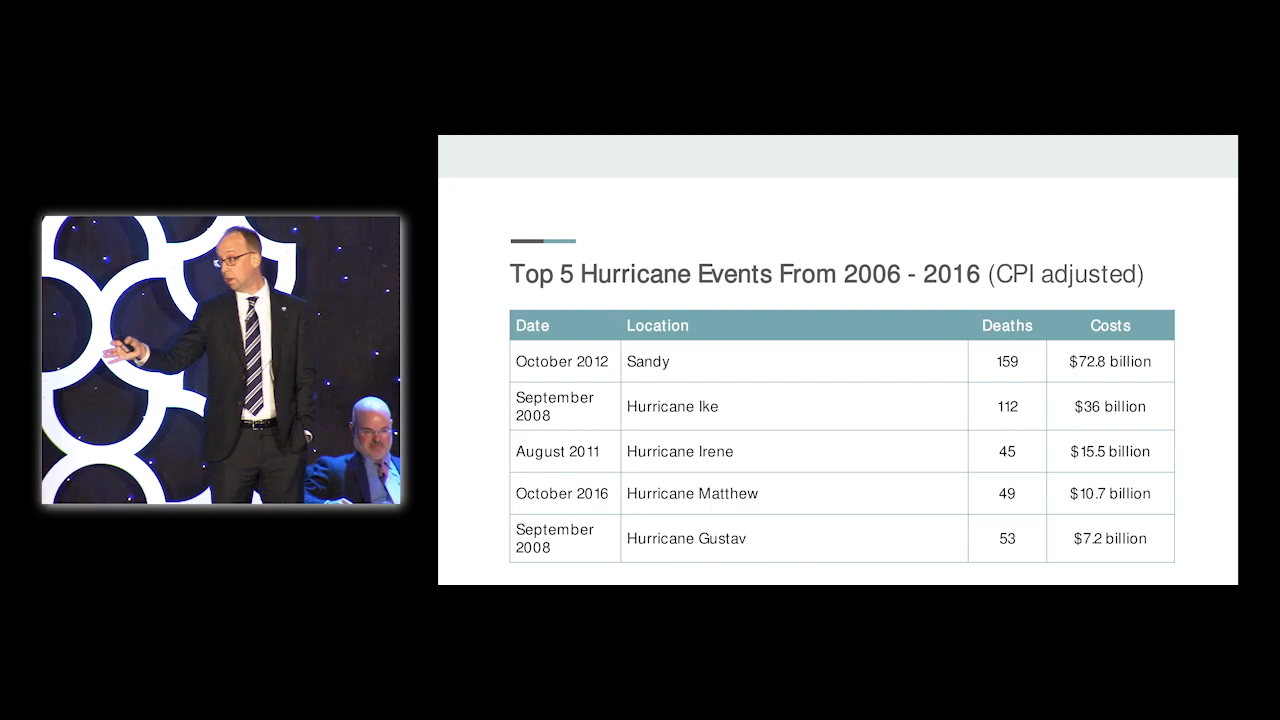 Top 5 Hurricane Events From 2006 - 2016 (CPI adjusted)
Date Location Deaths Costs
October 2012 Sandy 159 $72.8 billion
September
2008 Hurricane Ike 112 $36 billion
August 2011 Hurricane Irene 45 $15.5 billion
October 2016 Hurricane Matthew 49 $10.7 billion
September
2008 Hurricane Gustav 53 $7.2 billion